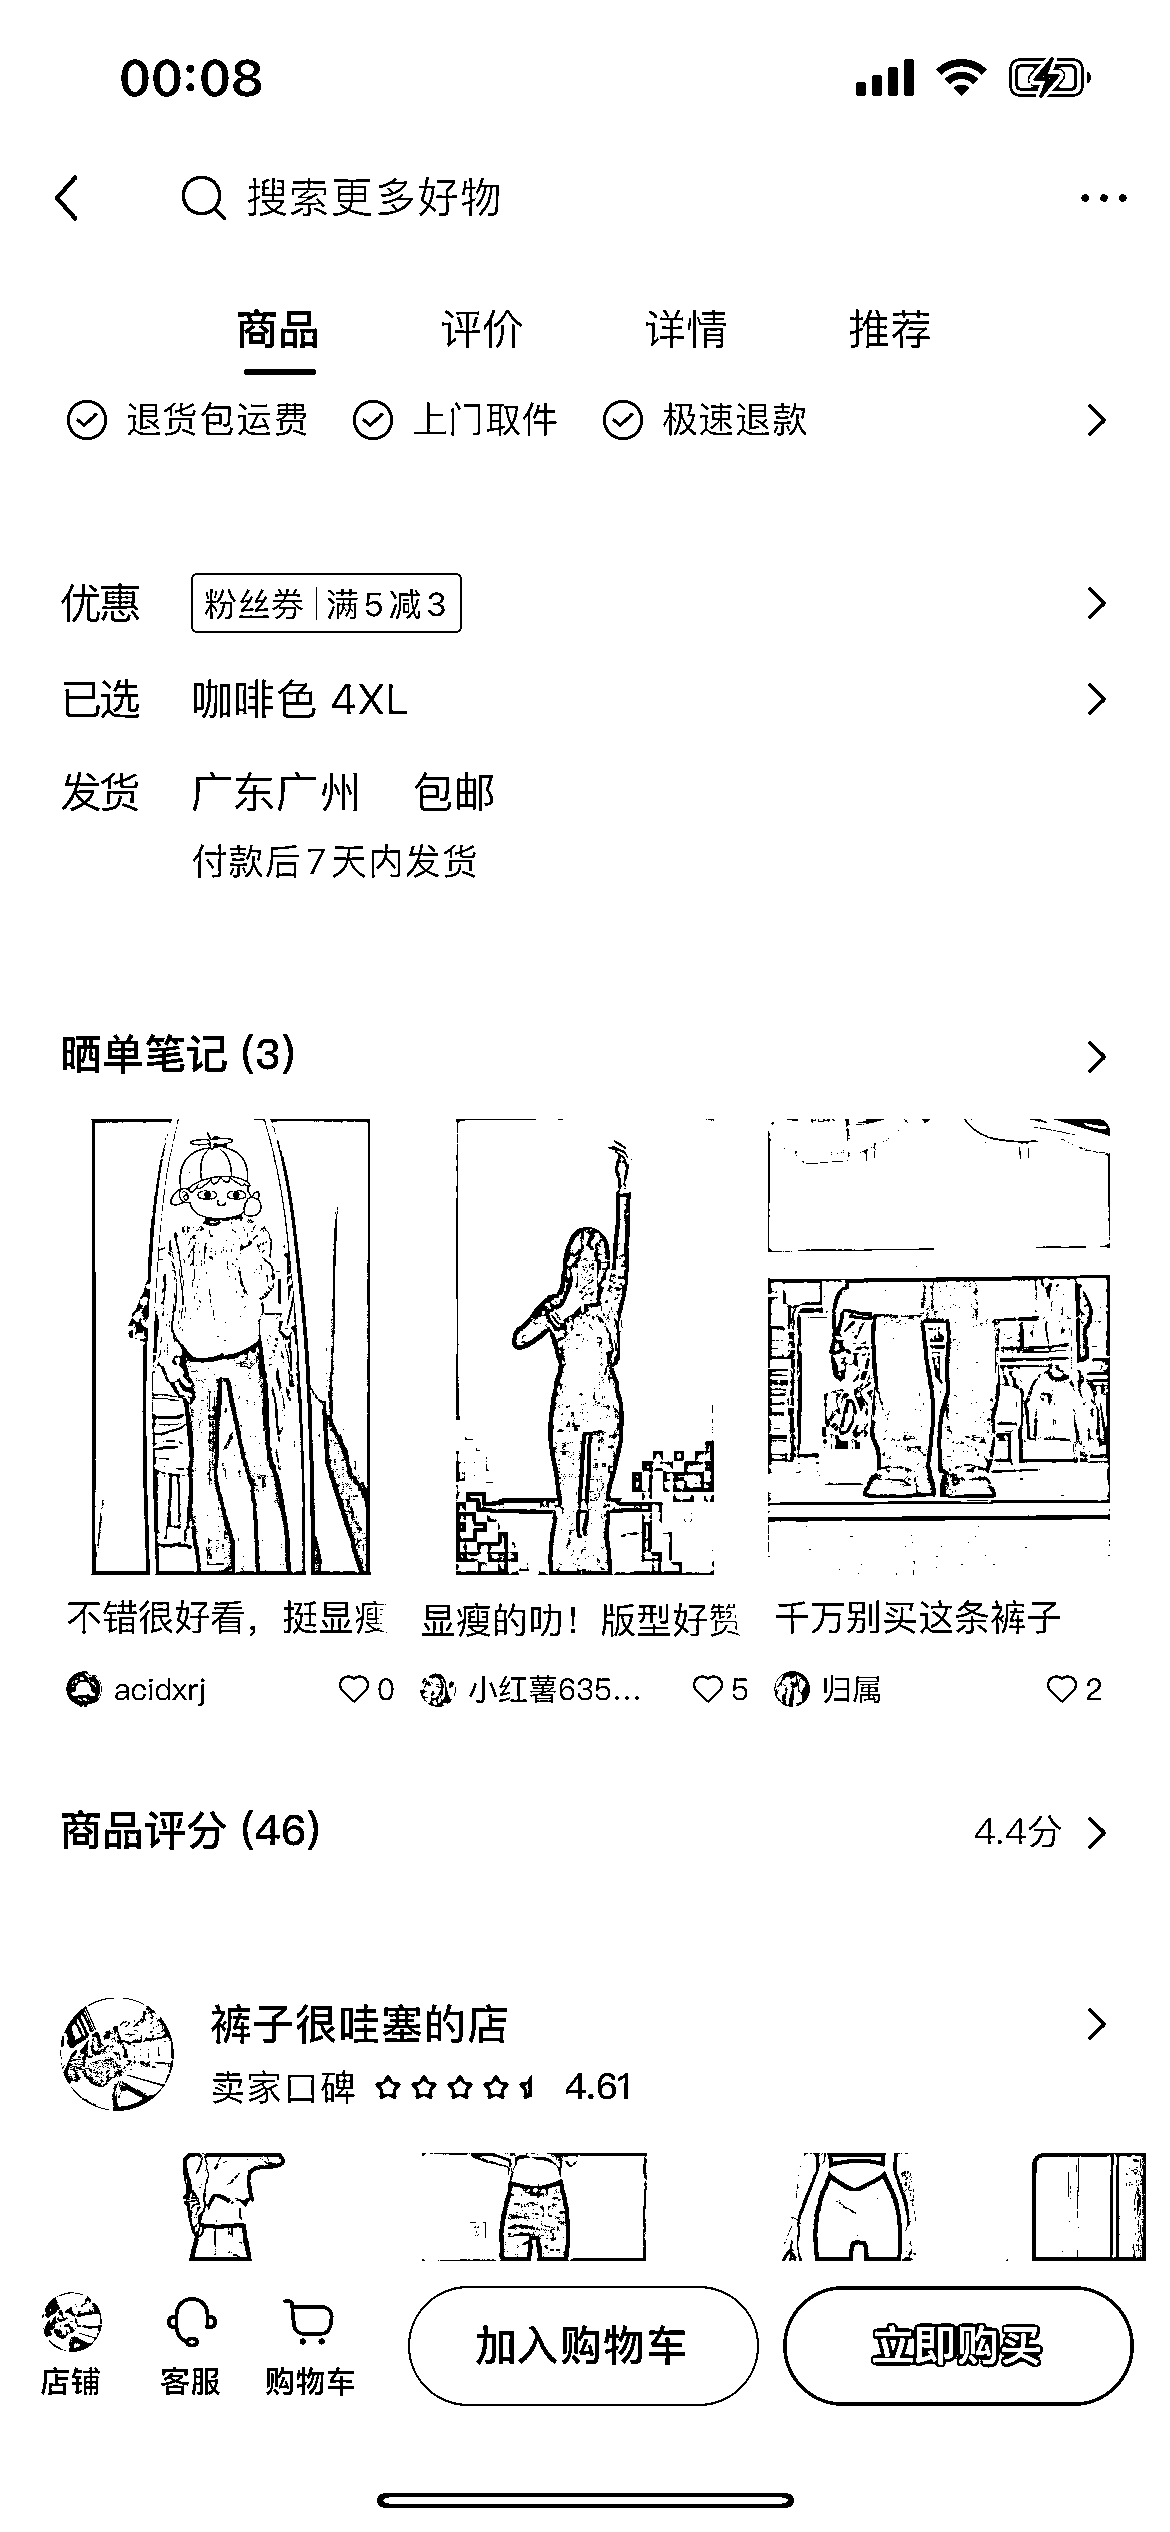 00:08
搜索更多好物
商品 评价 详情 推荐
退货包运费 上门取件 极速退款
优惠 粉丝券 满5减3
已选 咖啡色 4XL
发货 广东广州 包邮
付款后7天内发货
晒单笔记 (3)
不错很好看，挺显瘦 显瘦的叻！版型好赞 千万别买这条裤子
acidxrj 0 小红薯635... 5 归属 2
商品评分 (46) 4.4分
裤子很哇塞的店
卖家口碑 4.61
店铺 客服 购物车 加入购物车 立即购买